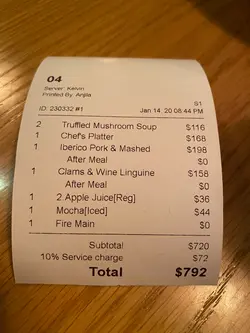 04
Server: Kelvin
Printed By: Anjila
S1
ID: 230332 #1 Jan 14, 20 08:44 PM
2 Truffled Mushroom Soup $116
1 Chef's Platter $168
1 Iberico Pork & Mashed $198
After Meal $0
1 Clams & Wine Linguine $158
After Meal $0
1 2.Apple Juice[Reg] $36
1 Mocha[Iced] $44
1 Fire Main $0
Subtotal $720
10% Service charge $72
Total $792